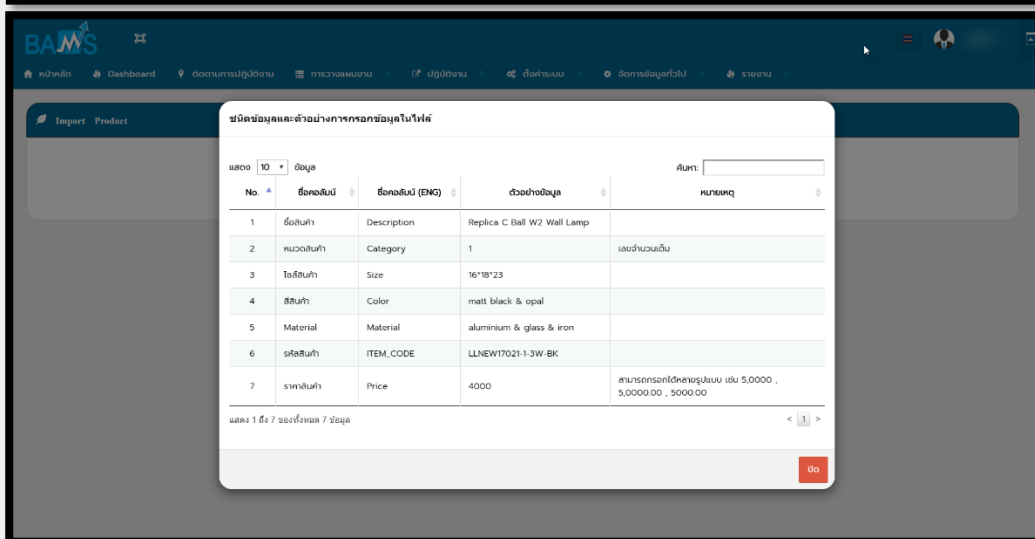 BAMS
หน้าหลัก Dashboard ติดตามการปฏิบัติงาน การวางแผนงาน ปฏิบัติงาน ตั้งค่าระบบ จัดการข้อมูลทั่วไป รายงาน
Import Product
ชนิดข้อมูลและตัวอย่างการกรอกข้อมูลในไฟล์
แสดง 10 ข้อมูล ค้นหา:
No. ชื่อคอลัมน์ ชื่อคอลัมน์ (ENG) ตัวอย่างข้อมูล หมายเหตุ
1 ชื่อสินค้า Description Replica C Ball W2 Wall Lamp
2 หมวดสินค้า Category 1 เลขจำนวนเต็ม
3 ไซส์สินค้า Size 16*18*23
4 สีสินค้า Color matt black & opal
5 Material Material aluminium & glass & iron
6 รหัสสินค้า ITEM_CODE LLNEW17021-1-3W-BK
7 ราคาสินค้า Price 4000 สามารถกรอกได้หลายรูปแบบ เช่น 5,0000 ,
5,0000.00 , 5000.00
แสดง 1 ถึง 7 ของทั้งหมด 7 ข้อมูล < 1 >
ปิด